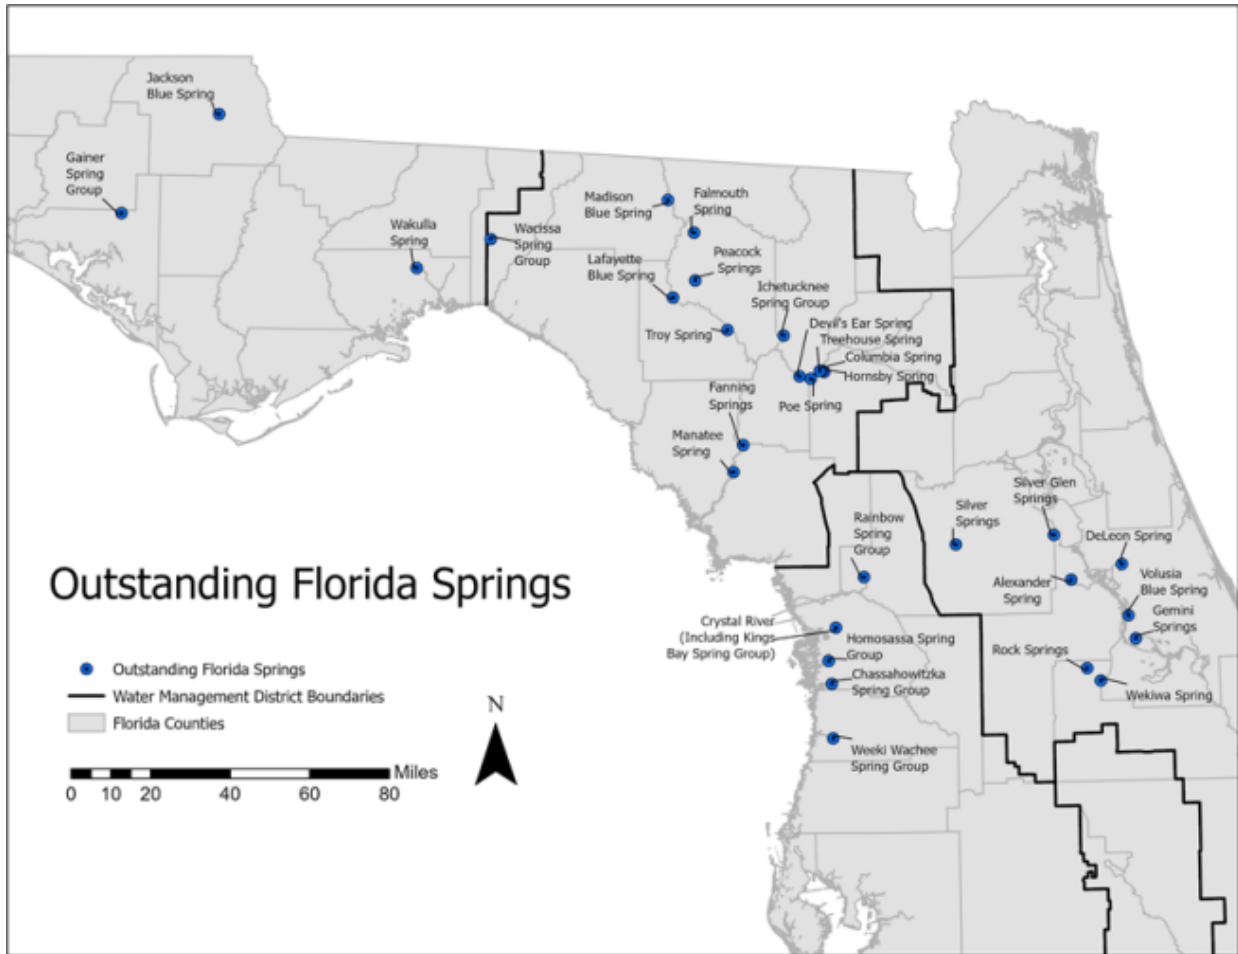 Jackson
Blue Spring
Gainer
Spring
Group
Wakulla
Spring
Wacissa
Spring
Group
Madison
Blue Spring
Falmouth
Spring
Peacock
Springs
Lafayette
Blue Spring
Ichetucknee
Spring Group
Troy Spring
Devil's Ear Spring
Treehouse Spring
Columbia Spring
Hornsby Spring
Poe Spring
Fanning
Springs
Manatee
Spring
Rainbow
Spring
Group
Silver
Springs
Silver Glen
Springs
DeLeon Spring
Alexander
Spring
Volusia
Blue Spring
Gemini
Springs
Rock Springs
Wekiwa Spring
Crystal River
(Including Kings
Bay Spring Group)
Homosassa Spring
Group
Chassahowitzka
Spring Group
Weeki Wachee
Spring Group
Outstanding Florida Springs
Outstanding Florida Springs
Water Management District Boundaries
Florida Counties
N
Miles
0 10 20 40 60 80